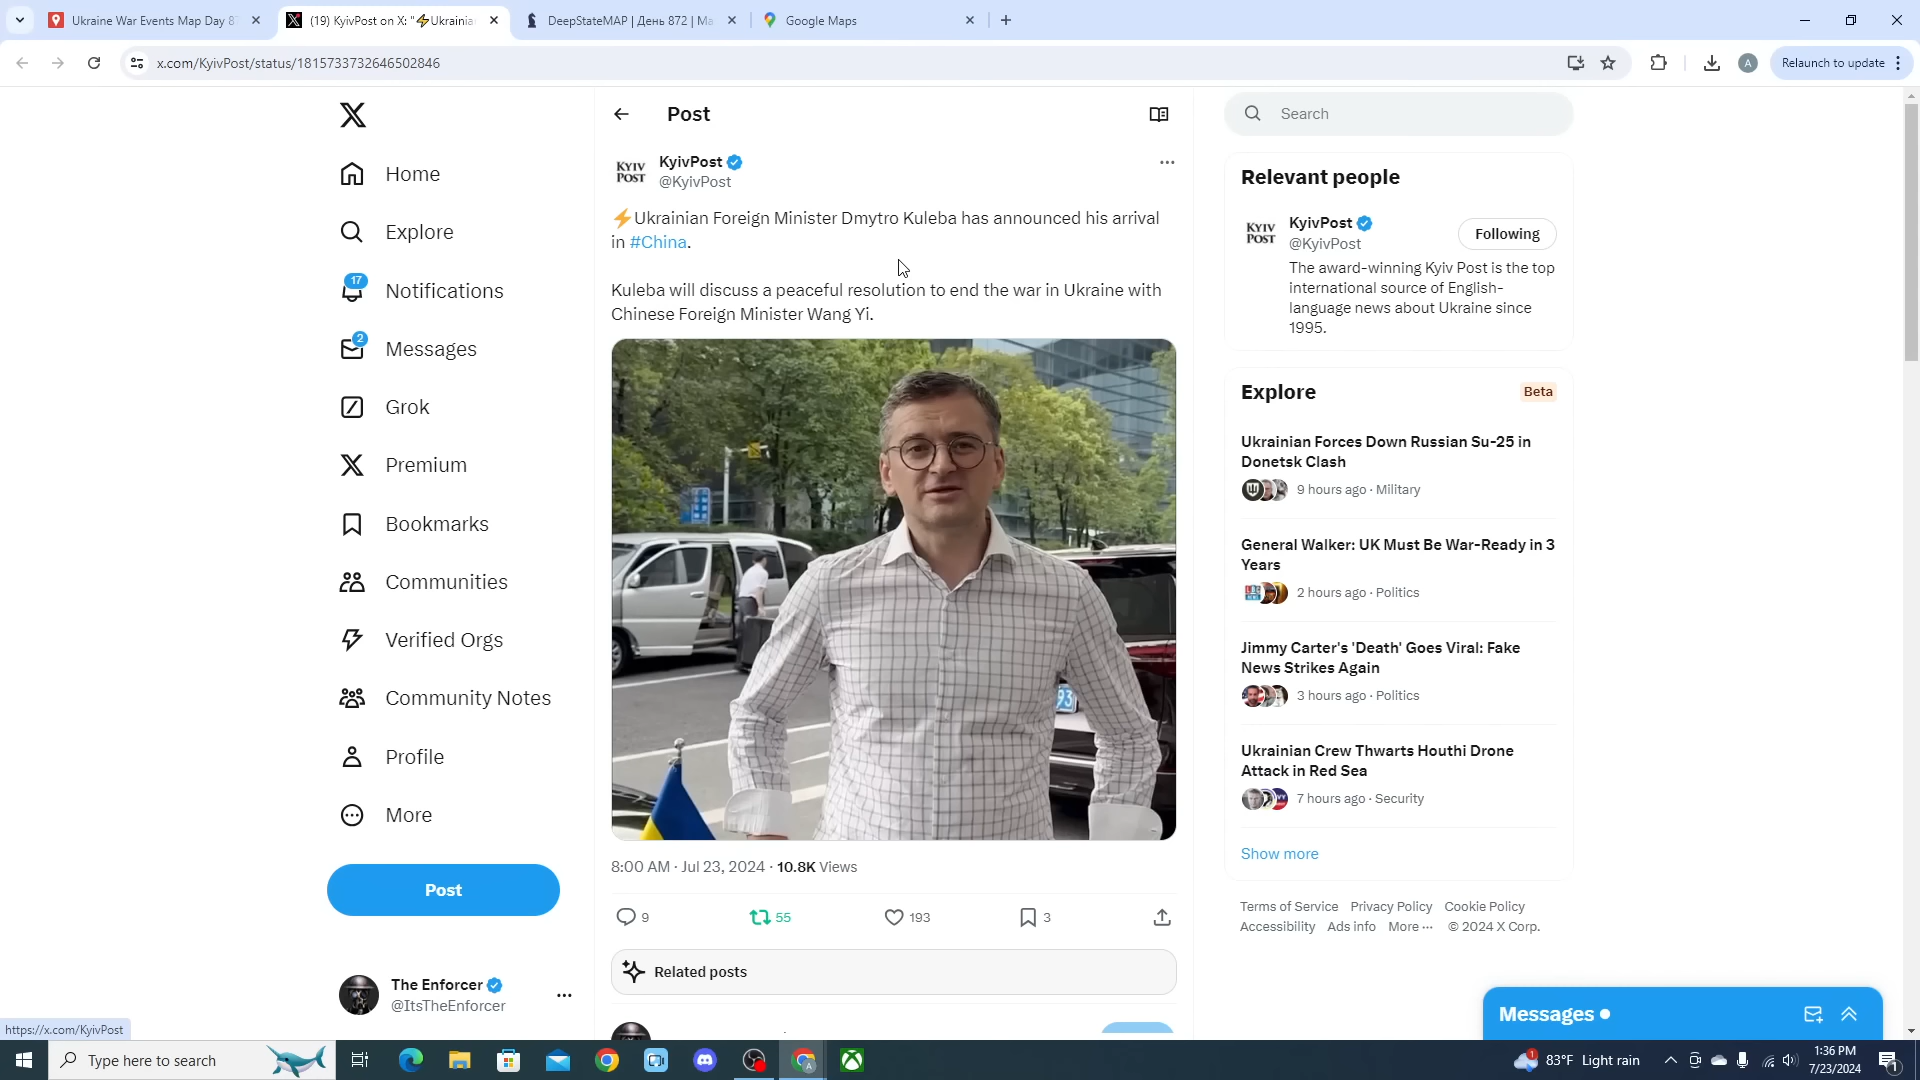 Ukraine War Events Map Day 8
(19) KyivPost on X: "⚡Ukrainia
DeepStateMAP | День 872 | Ma
Google Maps
x.com/KyivPost/status/1815733732646502846
A
Relaunch to update
Home
Explore
17
Notifications
2
Messages
Grok
Premium
Bookmarks
Communities
Verified Orgs
Community Notes
Profile
More
Post
The Enforcer
@ItsTheEnforcer
https://x.com/KyivPost
Post
KYIV
POST
KyivPost
@KyivPost
⚡Ukrainian Foreign Minister Dmytro Kuleba has announced his arrival
in #China.
Kuleba will discuss a peaceful resolution to end the war in Ukraine with
Chinese Foreign Minister Wang Yi.
93
8:00 AM · Jul 23, 2024 · 10.8K Views
9
55
193
3
Related posts
Search
Relevant people
KYIV
POST
KyivPost
@KyivPost
Following
The award-winning Kyiv Post is the top
international source of English-
language news about Ukraine since
1995.
Explore
Beta
Ukrainian Forces Down Russian Su-25 in
Donetsk Clash
9 hours ago · Military
General Walker: UK Must Be War-Ready in 3
Years
2 hours ago · Politics
Jimmy Carter's 'Death' Goes Viral: Fake
News Strikes Again
3 hours ago · Politics
Ukrainian Crew Thwarts Houthi Drone
Attack in Red Sea
7 hours ago · Security
Show more
Terms of Service Privacy Policy Cookie Policy
Accessibility Ads info More ··· © 2024 X Corp.
Messages
Type here to search
A
1
83°F Light rain
1:36 PM
7/23/2024
1